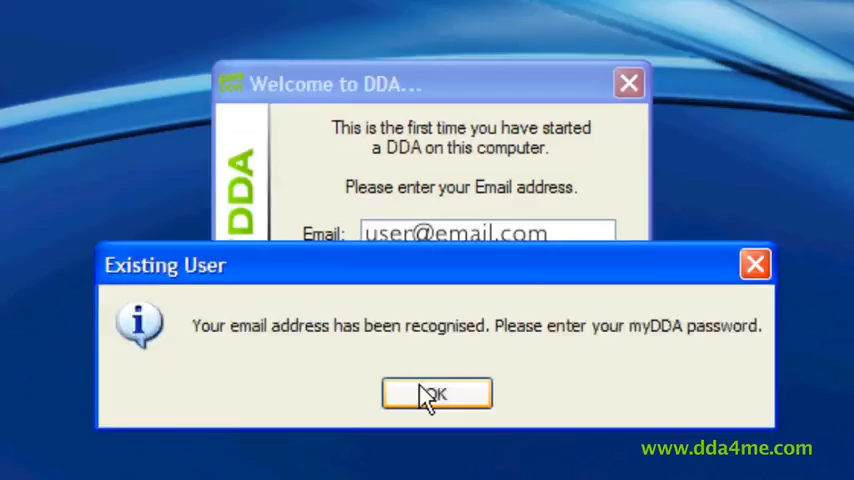 Welcome to DDA...
This is the first time you have started
a DDA on this computer.
Please enter your Email address.
DDA
Email: user@email.com
Existing User
Your email address has been recognised. Please enter your myDDA password.
OK
www.dda4me.com